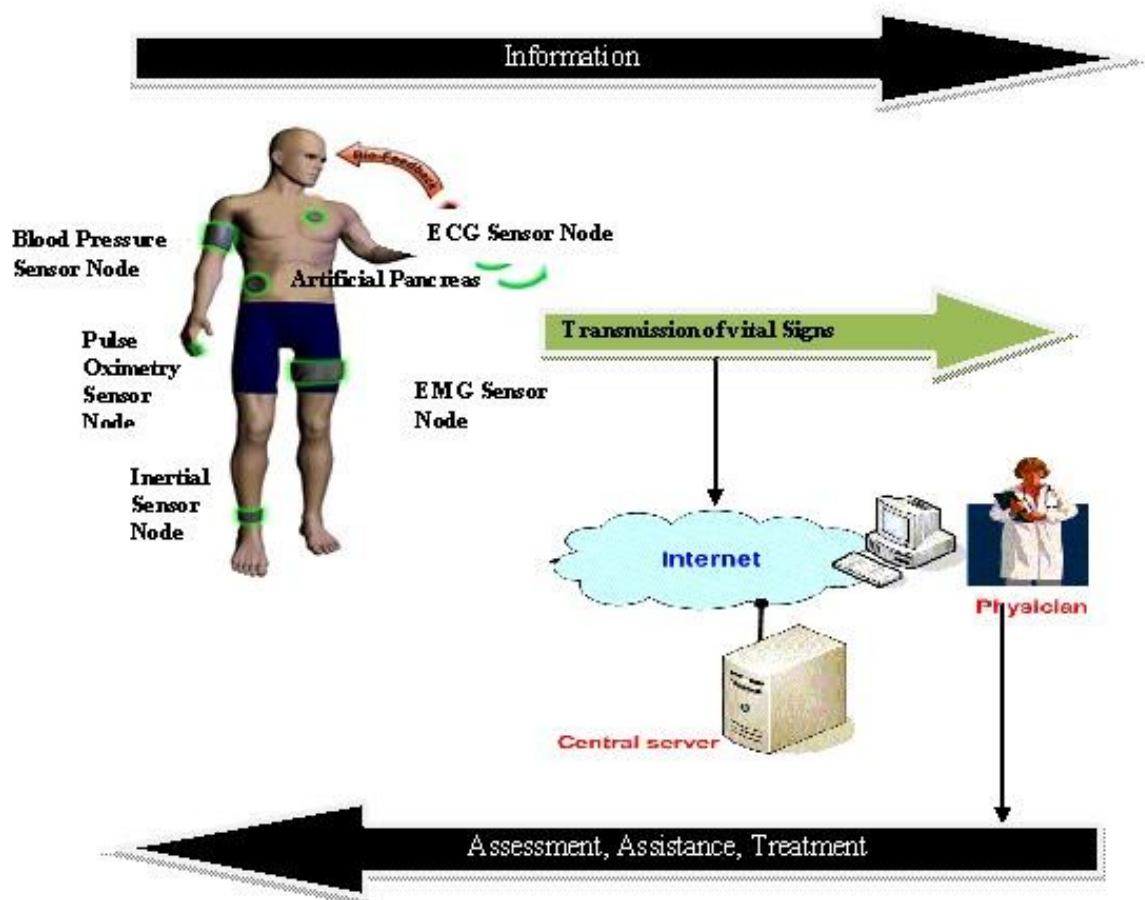 Information
Bio-Feedback
ECG Sensor Node
Blood Pressure
Sensor Node
Artificial Pancreas
Transmission of vital Signs
Pulse
Oximetry
Sensor
Node
EMG Sensor
Node
Inertial
Sensor
Node
Internet
Physician
Central server
Assessment, Assistance, Treatment